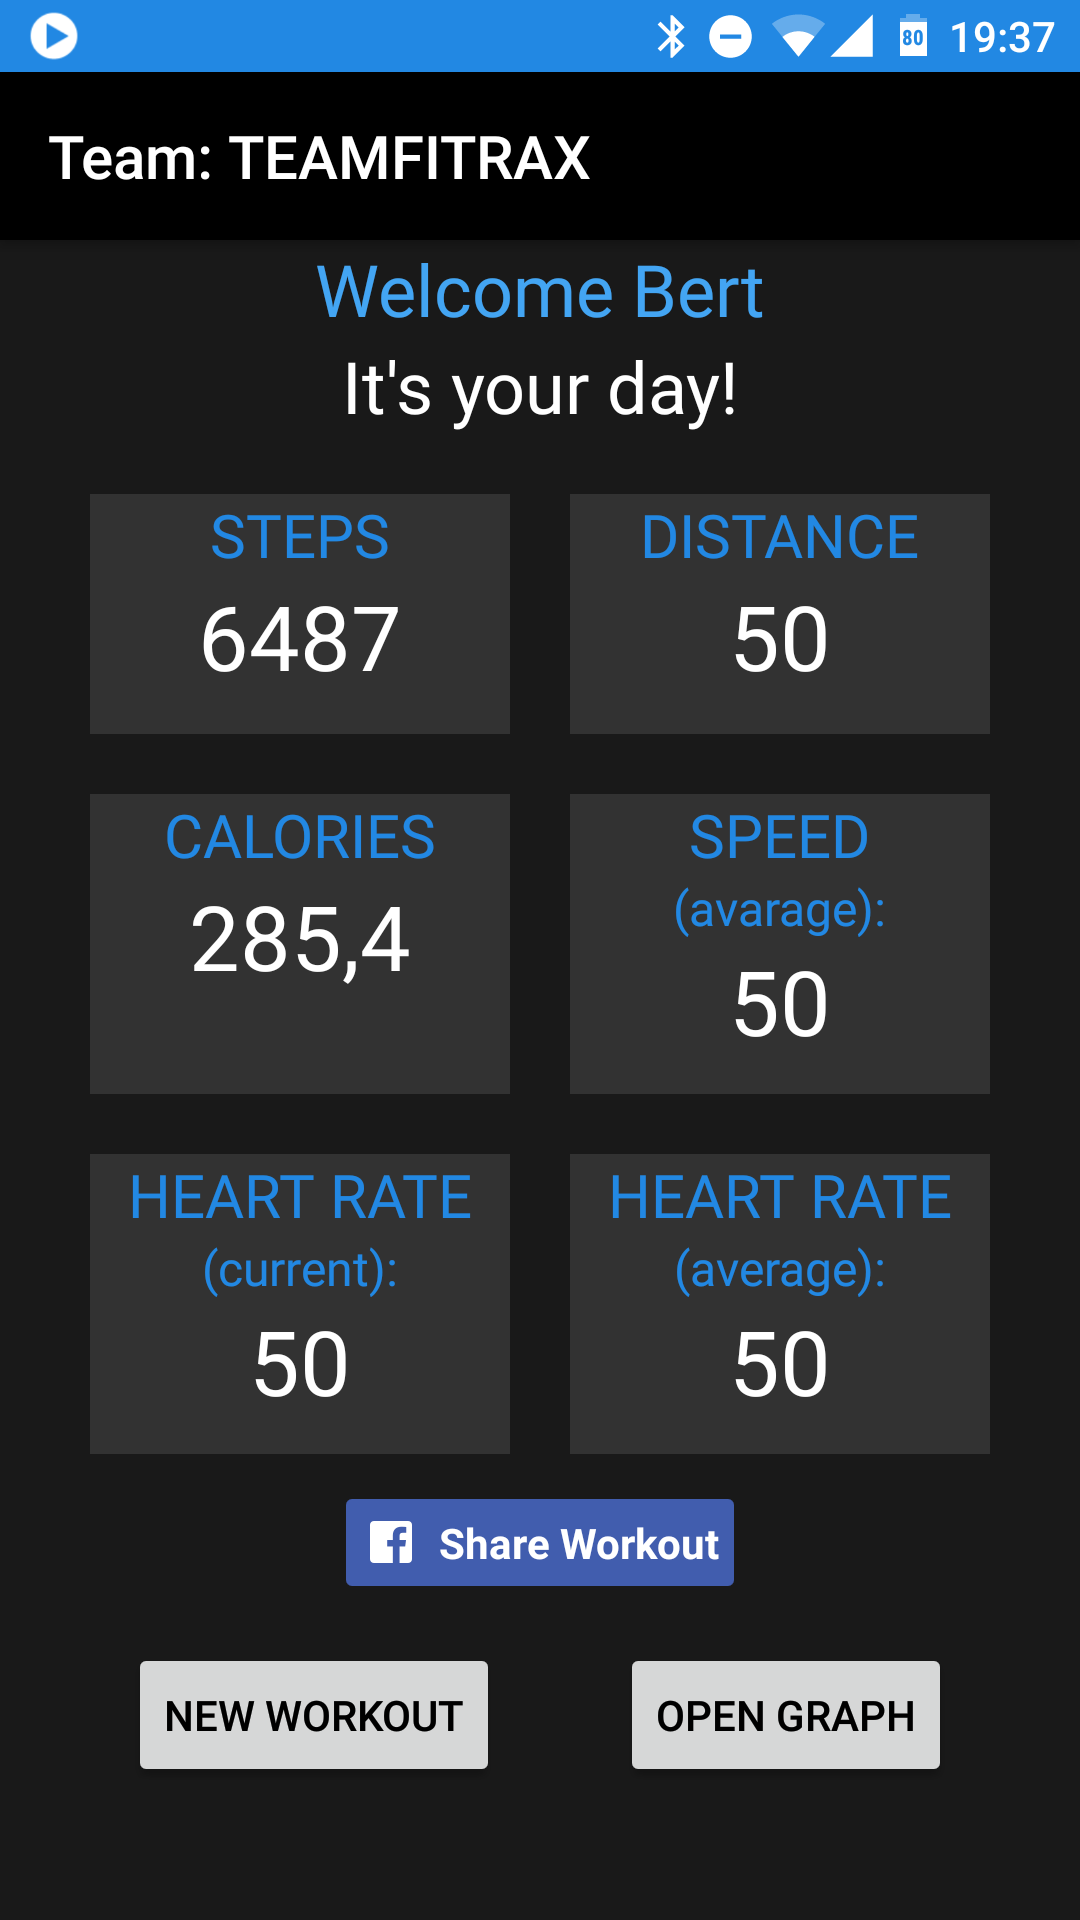 80 19:37
Team: TEAMFITRAX
Welcome Bert
It's your day!
STEPS
6487
DISTANCE
50
CALORIES
285,4
SPEED
(avarage):
50
HEART RATE
(current):
50
HEART RATE
(average):
50
Share Workout
NEW WORKOUT
OPEN GRAPH